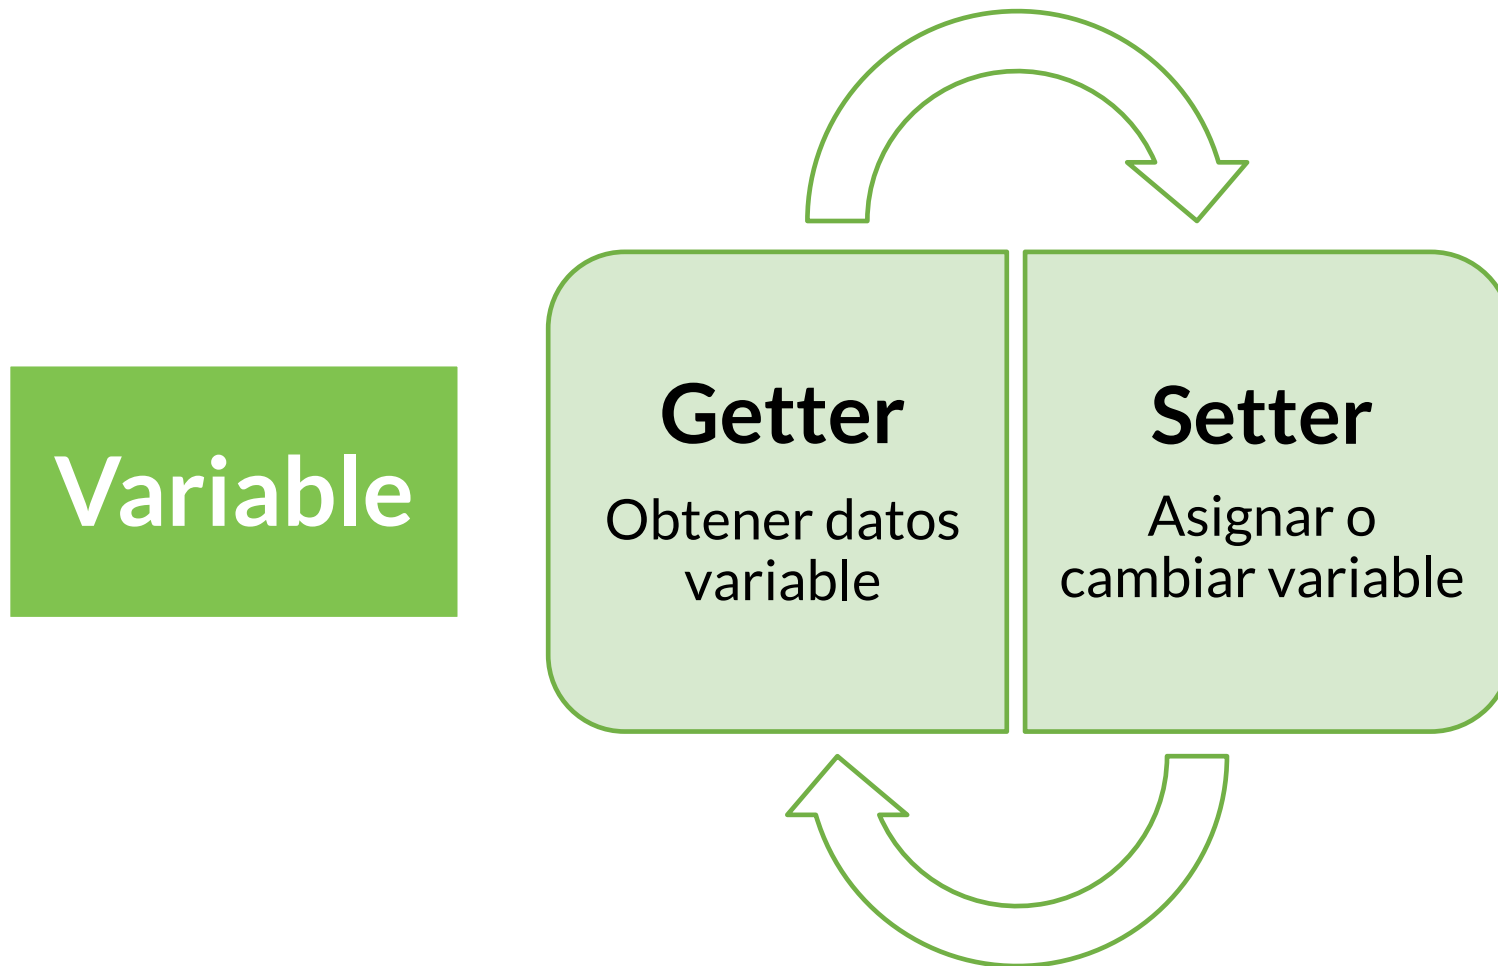 Variable
Getter
Obtener datos
variable
Setter
Asignar o
cambiar variable